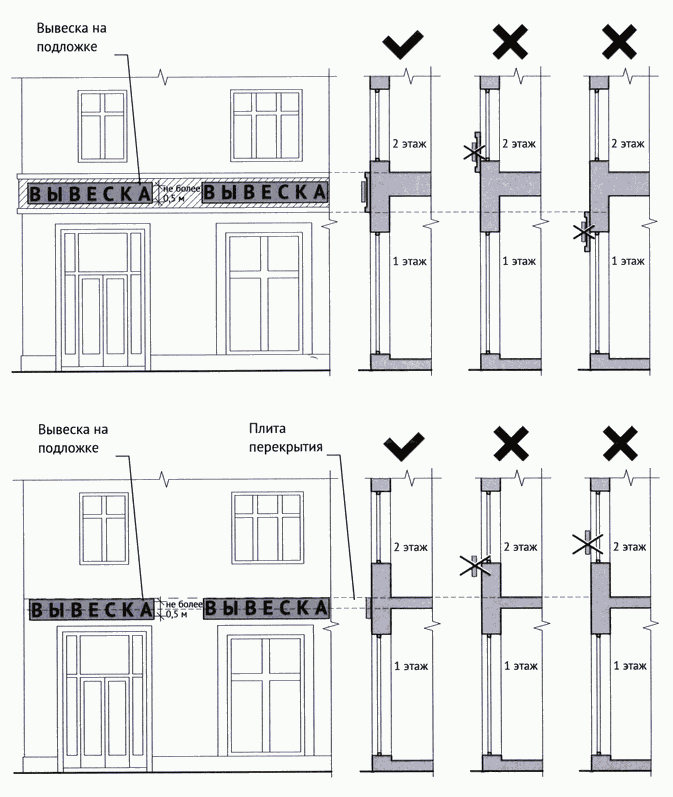 Вывеска на
подложке
2 этаж
2 этаж
2 этаж
ВЫВЕСКА
не более
0,5 м
ВЫВЕСКА
1 этаж
1 этаж
1 этаж
Вывеска на
подложке
Плита
перекрытия
2 этаж
2 этаж
2 этаж
ВЫВЕСКА
не более
0,5 м
ВЫВЕСКА
1 этаж
1 этаж
1 этаж